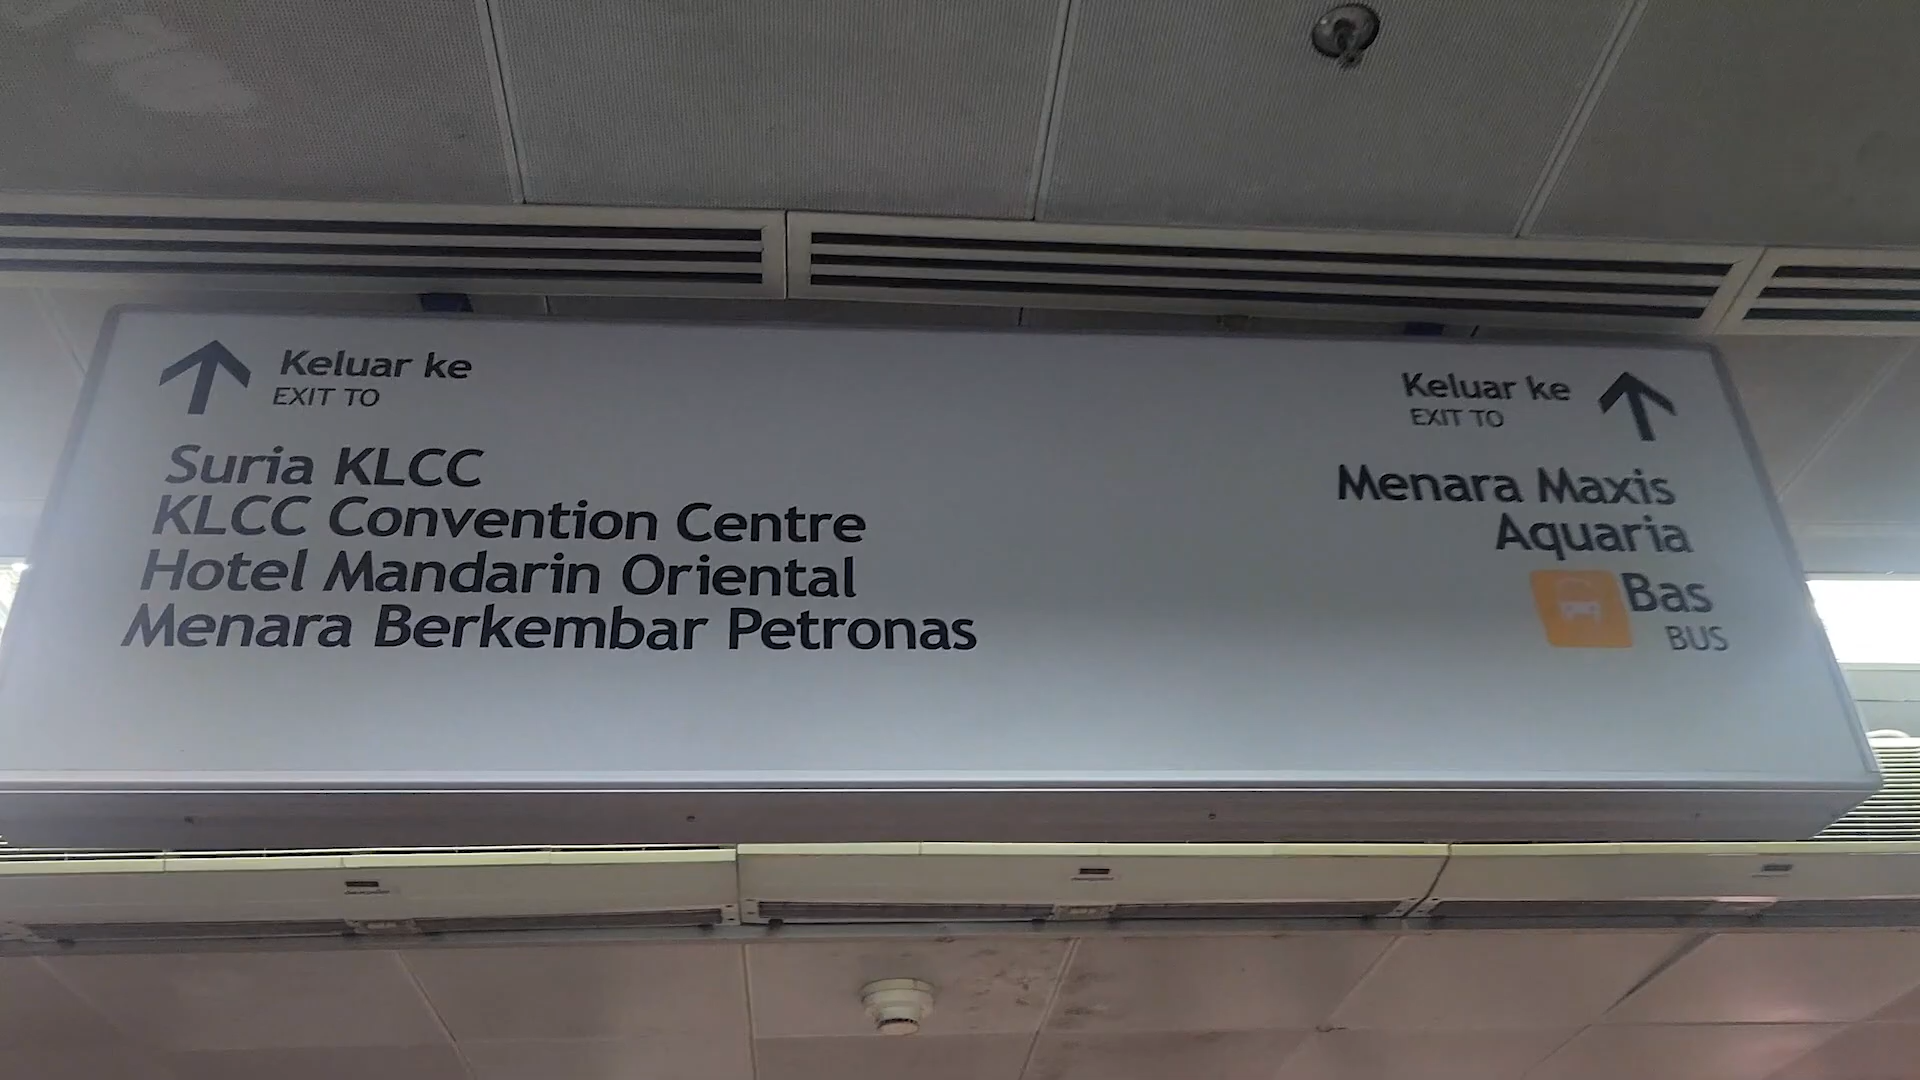 Keluar ke
EXIT TO
Suria KLCC
KLCC Convention Centre
Hotel Mandarin Oriental
Menara Berkembar Petronas
Keluar ke
EXIT TO
Menara Maxis
Aquaria
Bas
BUS